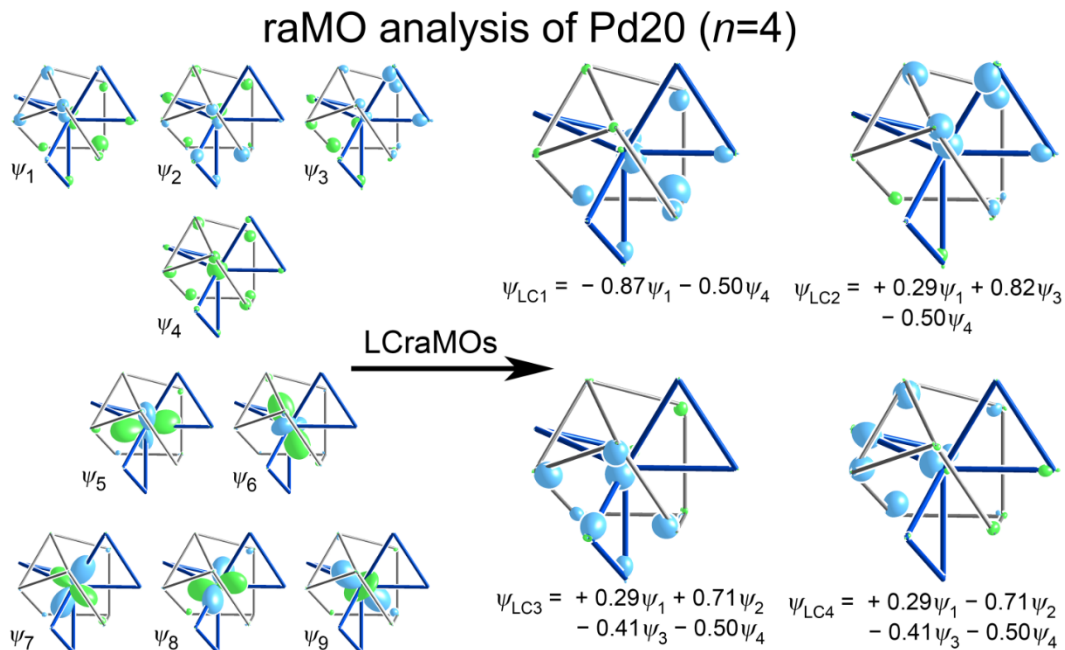 raMO analysis of Pd20 (n=4)
ψ1
ψ2
ψ3
ψ4
ψ5
ψ6
ψ7
ψ8
ψ9
LCraMOs
ψLC1 = − 0.87ψ1 − 0.50ψ4
ψLC2 = + 0.29ψ1 + 0.82ψ3
− 0.50ψ4
ψLC3 = + 0.29ψ1 + 0.71ψ2
− 0.41ψ3 − 0.50ψ4
ψLC4 = + 0.29ψ1 − 0.71ψ2
− 0.41ψ3 − 0.50ψ4